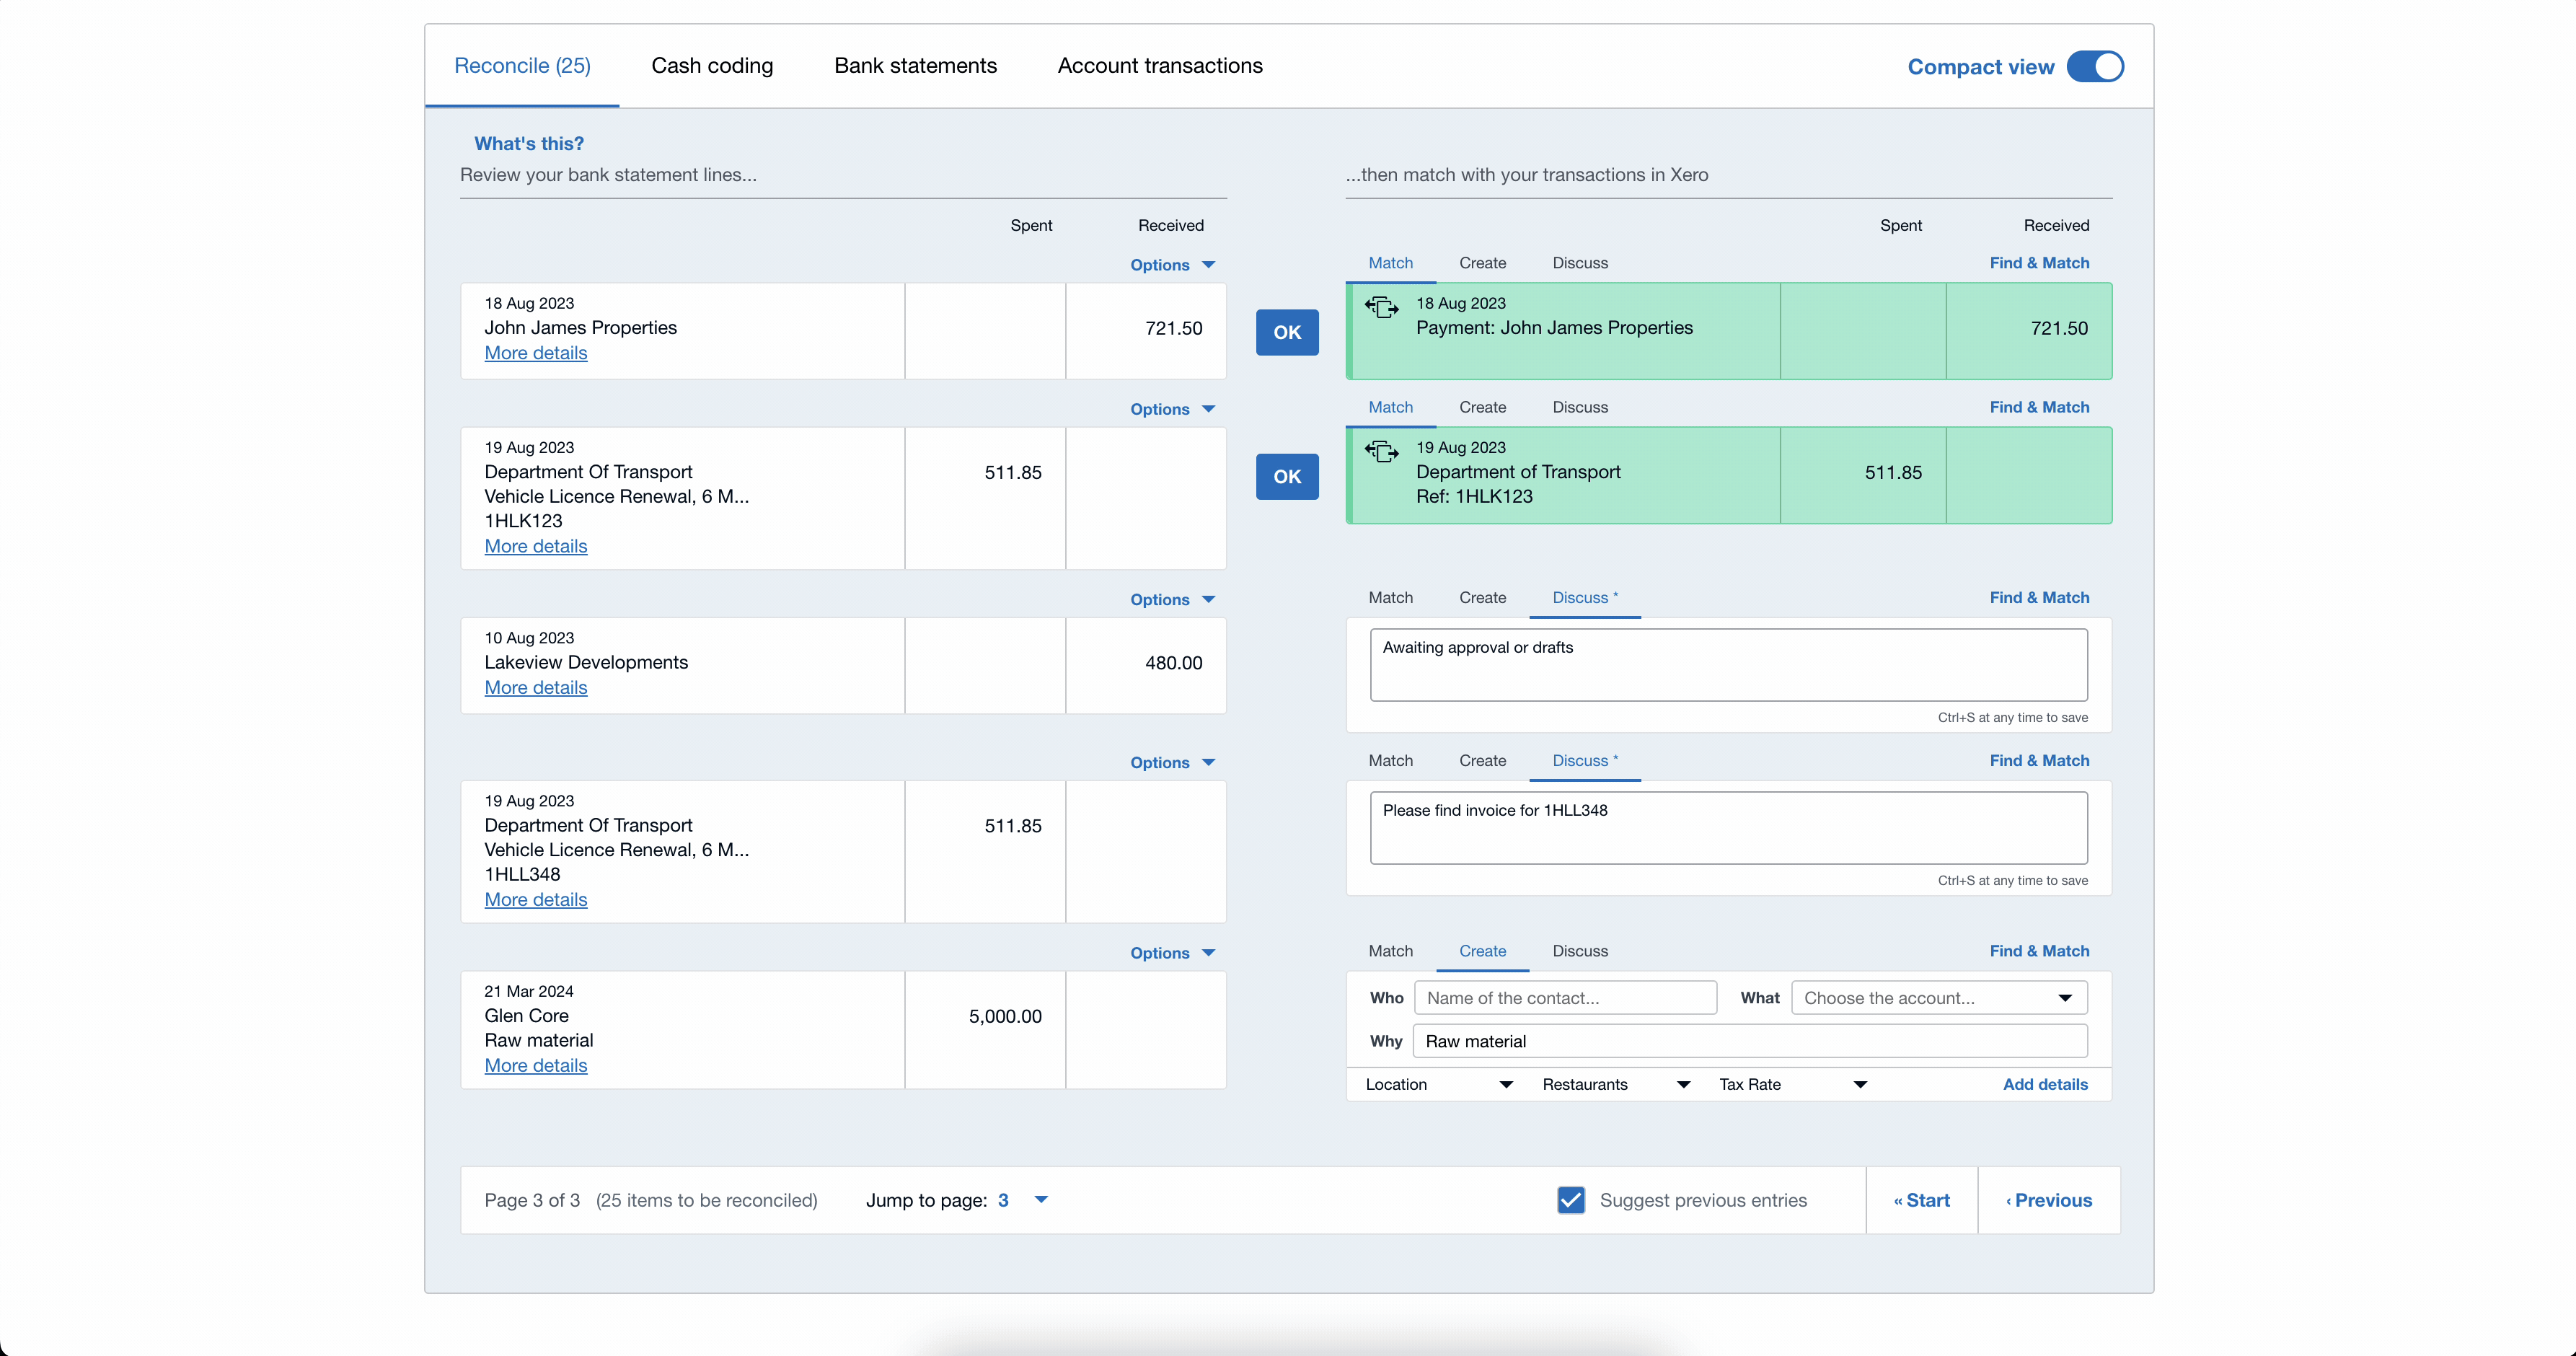 Reconcile (25) Cash coding Bank statements Account transactions Compact view
What's this?
Review your bank statement lines... ...then match with your transactions in Xero
Spent Received Spent Received
Options Match Create Discuss Find & Match
18 Aug 2023
John James Properties 721.50
More details
OK
18 Aug 2023
Payment: John James Properties 721.50
Options Match Create Discuss Find & Match
19 Aug 2023
Department Of Transport 511.85
Vehicle Licence Renewal, 6 M...
1HLK123
More details
OK
19 Aug 2023
Department of Transport 511.85
Ref: 1HLK123
Options Match Create Discuss * Find & Match
10 Aug 2023
Lakeview Developments 480.00
More details
Awaiting approval or drafts
Ctrl+S at any time to save
Options Match Create Discuss * Find & Match
19 Aug 2023
Department Of Transport 511.85
Vehicle Licence Renewal, 6 M...
1HLL348
More details
Please find invoice for 1HLL348
Ctrl+S at any time to save
Options Match Create Discuss Find & Match
21 Mar 2024
Glen Core 5,000.00
Raw material
More details
Who Name of the contact... What Choose the account...
Why Raw material
Location Restaurants Tax Rate Add details
Page 3 of 3 (25 items to be reconciled) Jump to page: 3 Suggest previous entries « Start ‹ Previous